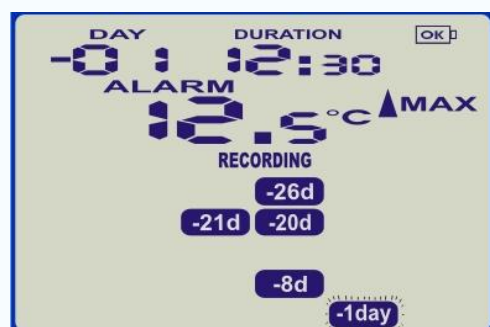 DAY DURATION OK
-01 12:30
ALARM
12.5°C MAX
RECORDING
-26d
-21d -20d
-8d
-1day